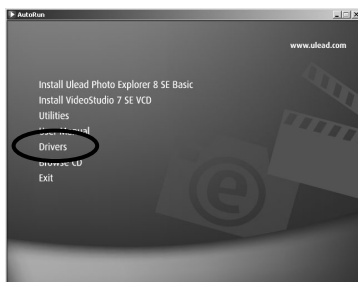 AutoRun
www.ulead.com
Install Ulead Photo Explorer 8 SE Basic
Install VideoStudio 7 SE VCD
Utilities
User Manual
Drivers
Browse CD
Exit